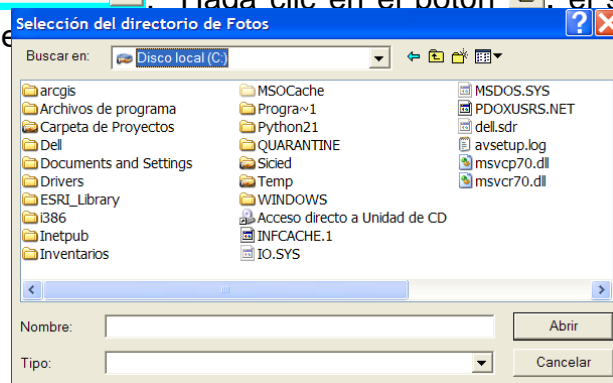 Haga clic en el botón , el s
Selección del directorio de Fotos
e
Buscar en: Disco local (C:)
arcgis MSOCache MSDOS.SYS
Archivos de programa Progra~1 PDOXUSRS.NET
Carpeta de Proyectos Python21 dell.sdr
Dell QUARANTINE avsetup.log
Documents and Settings Sicied msvcp70.dll
Drivers Temp msvcr70.dll
ESRI_Library WINDOWS
i386 Acceso directo a Unidad de CD
Inetpub INFCACHE.1
Inventarios IO.SYS
Nombre: Abrir
Tipo: Cancelar